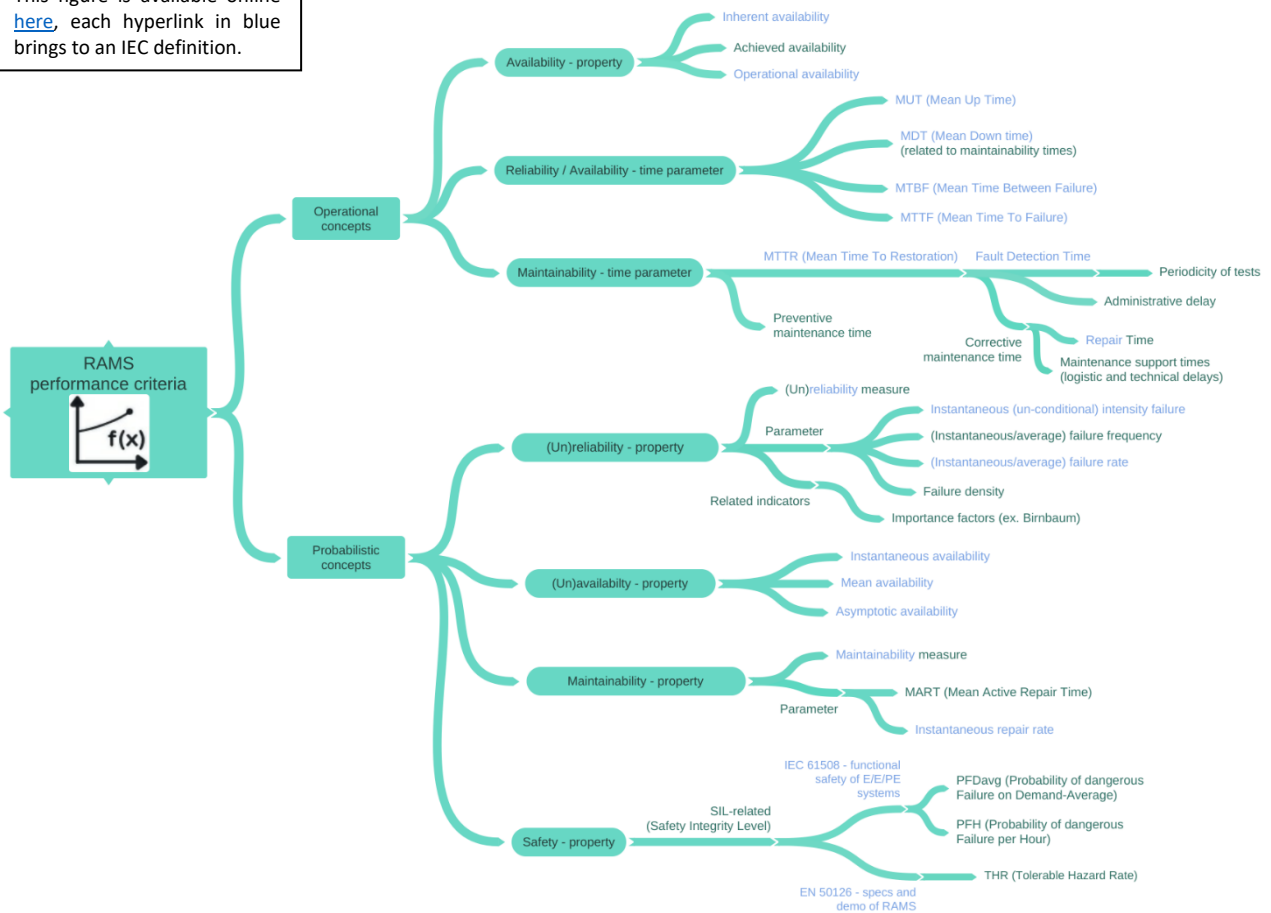 This figure is available online
here, each hyperlink in blue
brings to an IEC definition.
Inherent availability
Availability - property
Achieved availability
Operational availability
MUT (Mean Up Time)
MDT (Mean Down time)
(related to maintainability times)
Reliability / Availability - time parameter
MTBF (Mean Time Between Failure)
MTTF (Mean Time To Failure)
Operational
concepts
Maintainability - time parameter
MTTR (Mean Time To Restoration)
Fault Detection Time
Periodicity of tests
Administrative delay
Preventive
maintenance time
Corrective
maintenance time
Repair Time
Maintenance support times
(logistic and technical delays)
RAMS
performance criteria
f(x)
(Un)reliability - property
(Un)reliability measure
Parameter
Instantaneous (un-conditional) intensity failure
(Instantaneous/average) failure frequency
(Instantaneous/average) failure rate
Failure density
Related indicators
Importance factors (ex. Birnbaum)
Probabilistic
concepts
(Un)availabilty - property
Instantaneous availability
Mean availability
Asymptotic availability
Maintainability - property
Maintainability measure
Parameter
MART (Mean Active Repair Time)
Instantaneous repair rate
Safety - property
SIL-related
(Safety Integrity Level)
IEC 61508 - functional
safety of E/E/PE
systems
PFDavg (Probability of dangerous
Failure on Demand-Average)
PFH (Probability of dangerous
Failure per Hour)
THR (Tolerable Hazard Rate)
EN 50126 - specs and
demo of RAMS